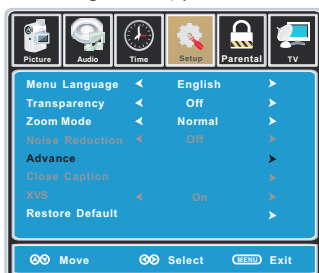 Picture Audio Time Setup Parental TV
Menu Language English
Transparency Off
Zoom Mode Normal
Noise Reduction Off
Advance
Close Caption
XVS On
Restore Default
Move Select MENU Exit